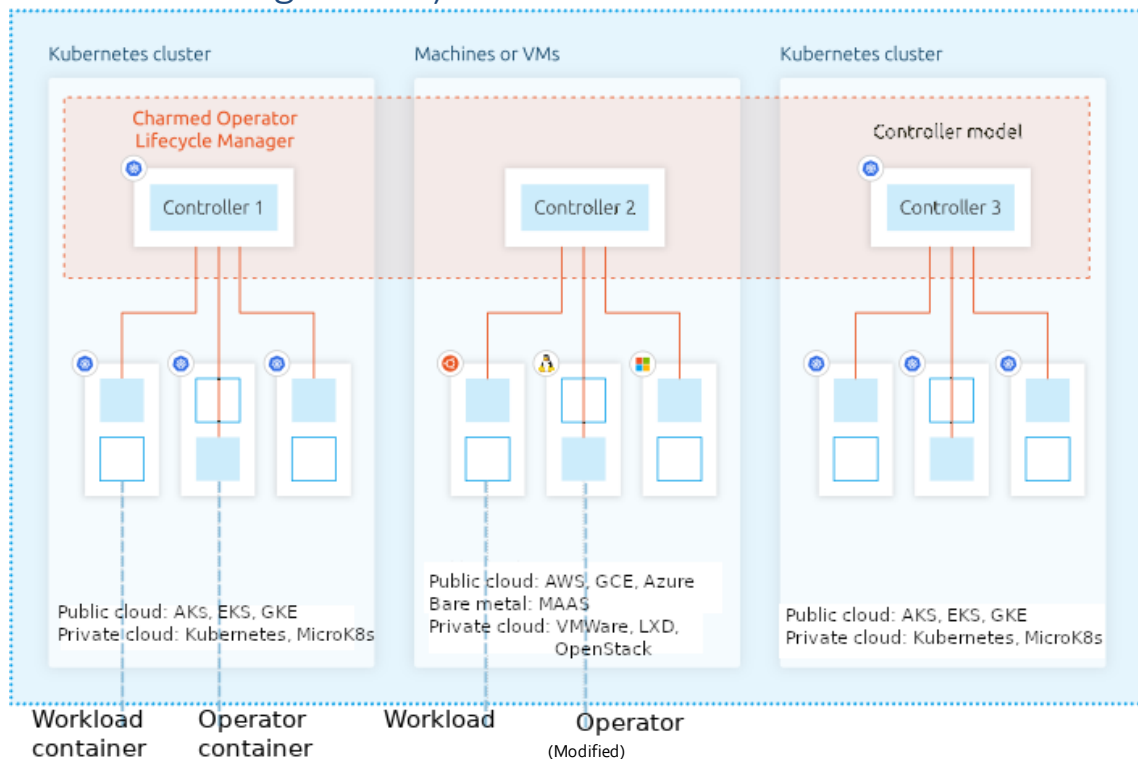 Kubernetes cluster
Machines or VMs
Kubernetes cluster
Charmed Operator
Lifecycle Manager
Controller model
Controller 1
Controller 2
Controller 3
Public cloud: AKs, EKS, GKE
Private cloud: Kubernetes, MicroK8s
Public cloud: AWS, GCE, Azure
Bare metal: MAAS
Private cloud: VMWare, LXD,
OpenStack
Public cloud: AKS, EKS, GKE
Private cloud: Kubernetes, MicroK8s
Workload
container
Operator
container
Workload
Operator
(Modified)